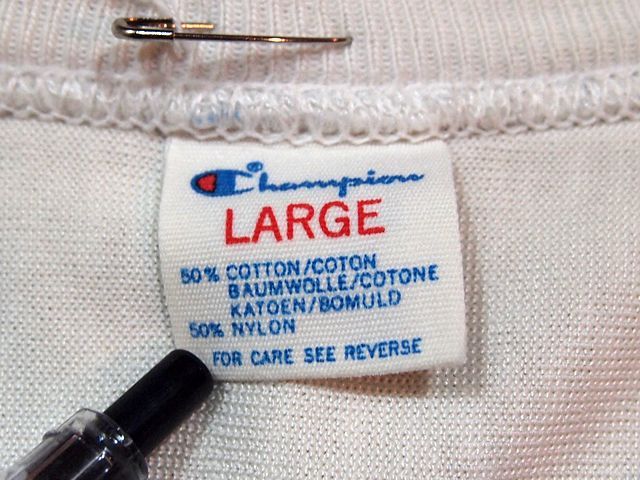 Champion®
LARGE
50% COTTON/COTON
BAUMWOLLE/COTONE
KATOEN/BOMULD
50% NYLON
FOR CARE SEE REVERSE